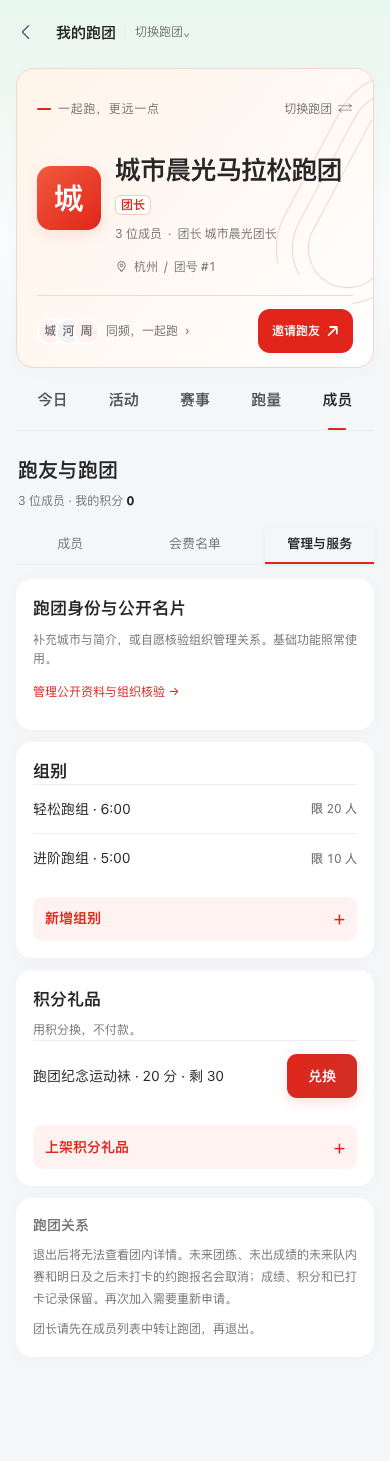 我的跑团 切换跑团
一起跑，更远一点 切换跑团
城
城市晨光马拉松跑团
团长
3 位成员 · 团长 城市晨光团长
杭州 / 团号 #1
城 河 周 同频，一起跑 ›
邀请跑友
今日 活动 赛事 跑量 成员
跑友与跑团
3 位成员 · 我的积分 0
成员 会费名单 管理与服务
跑团身份与公开名片
补充城市与简介，或自愿核验组织管理关系。基础功能照常使
用。
管理公开资料与组织核验 →
组别
轻松跑组 · 6:00 限 20 人
进阶跑组 · 5:00 限 10 人
新增组别 +
积分礼品
用积分换，不付款。
跑团纪念运动袜 · 20 分 · 剩 30 兑换
上架积分礼品 +
跑团关系
退出后将无法查看团内详情。未来团练、未出成绩的未来队内
赛和明日及之后未打卡的约跑报名会取消；成绩、积分和已打
卡记录保留。再次加入需要重新申请。
团长请先在成员列表中转让跑团，再退出。